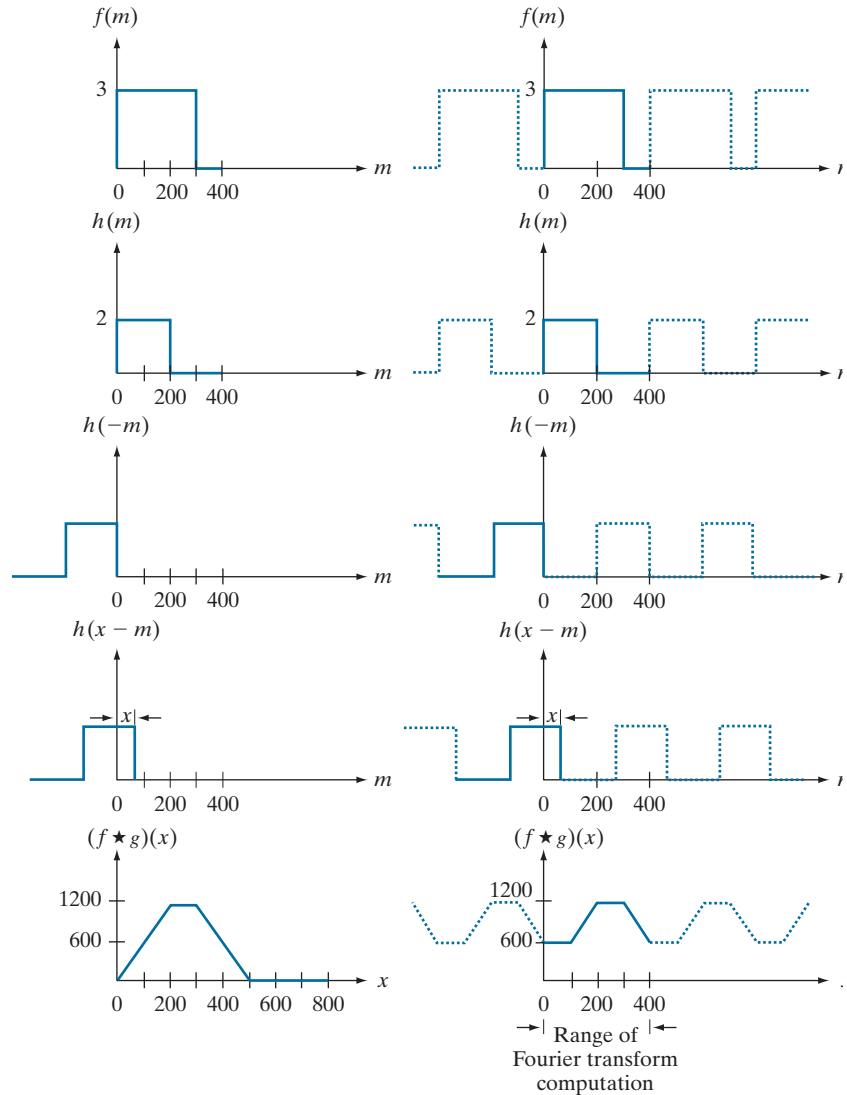 f(m) f(m)
3 3
m
0 200 400 0 200 400
h(m) h(m)
2 2
m
0 200 400 0 200 400
h(−m) h(−m)
m
0 200 400 0 200 400
h(x − m) h(x − m)
x x
m
0 200 400 0 200 400
(f ★ g)(x) (f ★ g)(x)
1200 1200
600 600
x
0 200 400 600 800 0 200 400
Range of
Fourier transform
computation